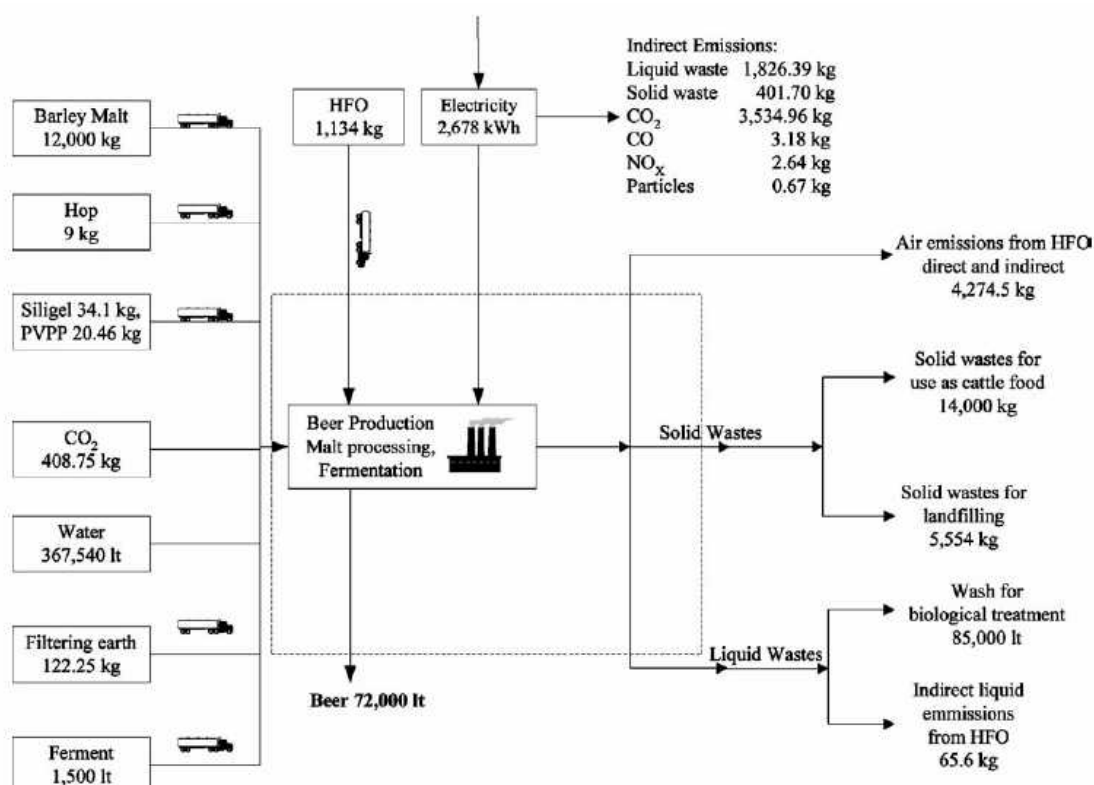 Indirect Emissions:
Liquid waste 1,826.39 kg
Solid waste 401.70 kg
CO2 3,534.96 kg
CO 3.18 kg
NOX 2.64 kg
Particles 0.67 kg
HFO
1,134 kg
Electricity
2,678 kWh
Barley Malt
12,000 kg
Hop
9 kg
Siligel 34.1 kg,
PVPP 20.46 kg
CO2
408.75 kg
Water
367,540 lt
Filtering earth
122.25 kg
Ferment
1,500 lt
Beer Production
Malt processing,
Fermentation
Beer 72,000 lt
Air emissions from HFO
direct and indirect
4,274.5 kg
Solid Wastes
Solid wastes for
use as cattle food
14,000 kg
Solid wastes for
landfilling
5,554 kg
Liquid Wastes
Wash for
biological treatment
85,000 lt
Indirect liquid
emmissions
from HFO
65.6 kg